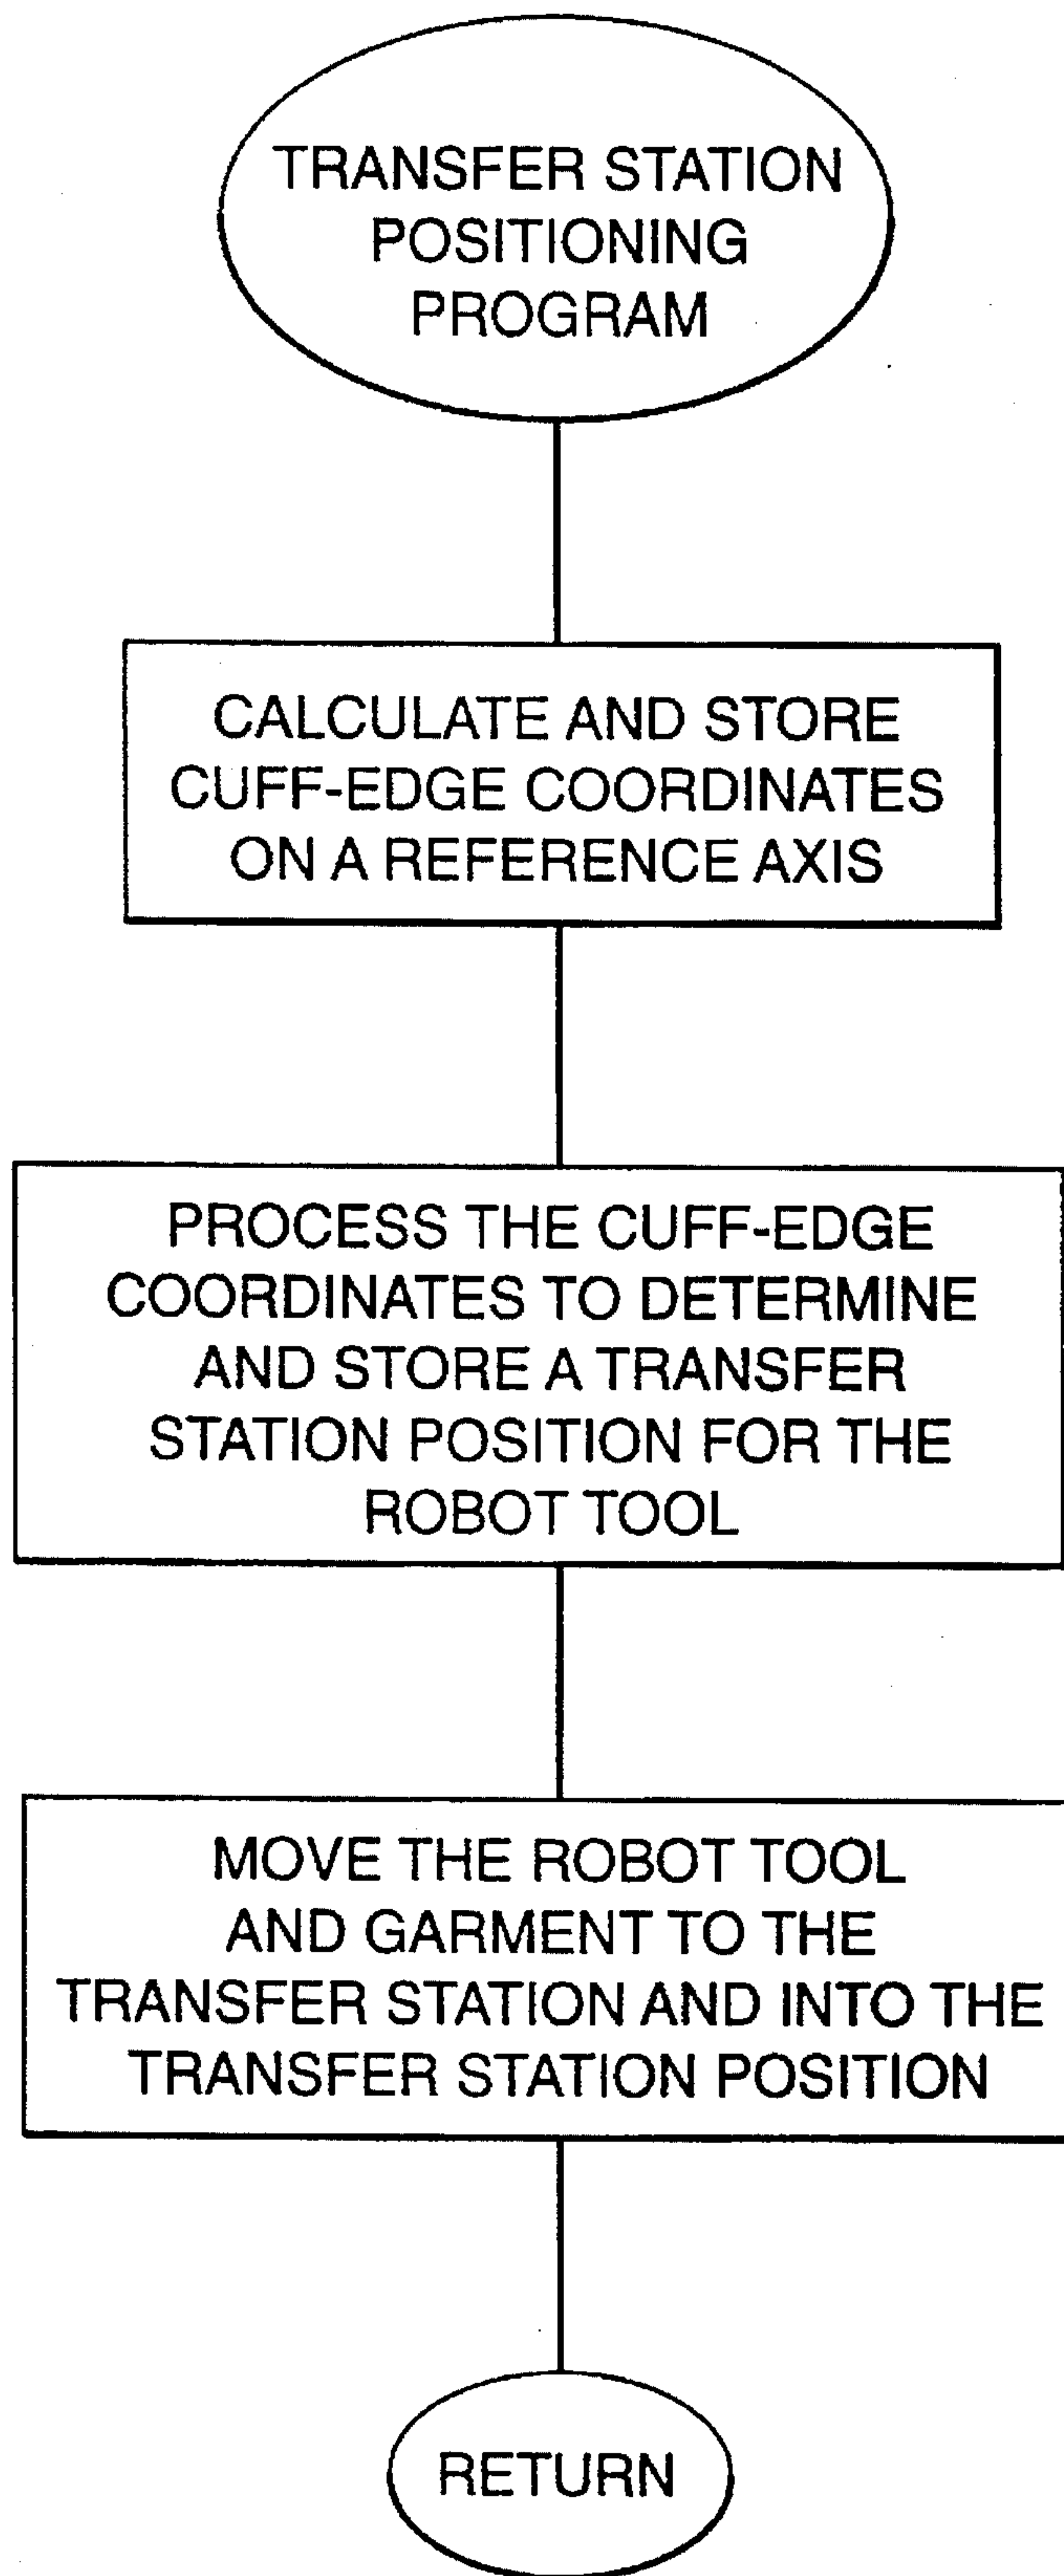 TRANSFER STATION
POSITIONING
PROGRAM
CALCULATE AND STORE
CUFF-EDGE COORDINATES
ON A REFERENCE AXIS
PROCESS THE CUFF-EDGE
COORDINATES TO DETERMINE
AND STORE A TRANSFER
STATION POSITION FOR THE
ROBOT TOOL
MOVE THE ROBOT TOOL
AND GARMENT TO THE
TRANSFER STATION AND INTO THE
TRANSFER STATION POSITION
RETURN